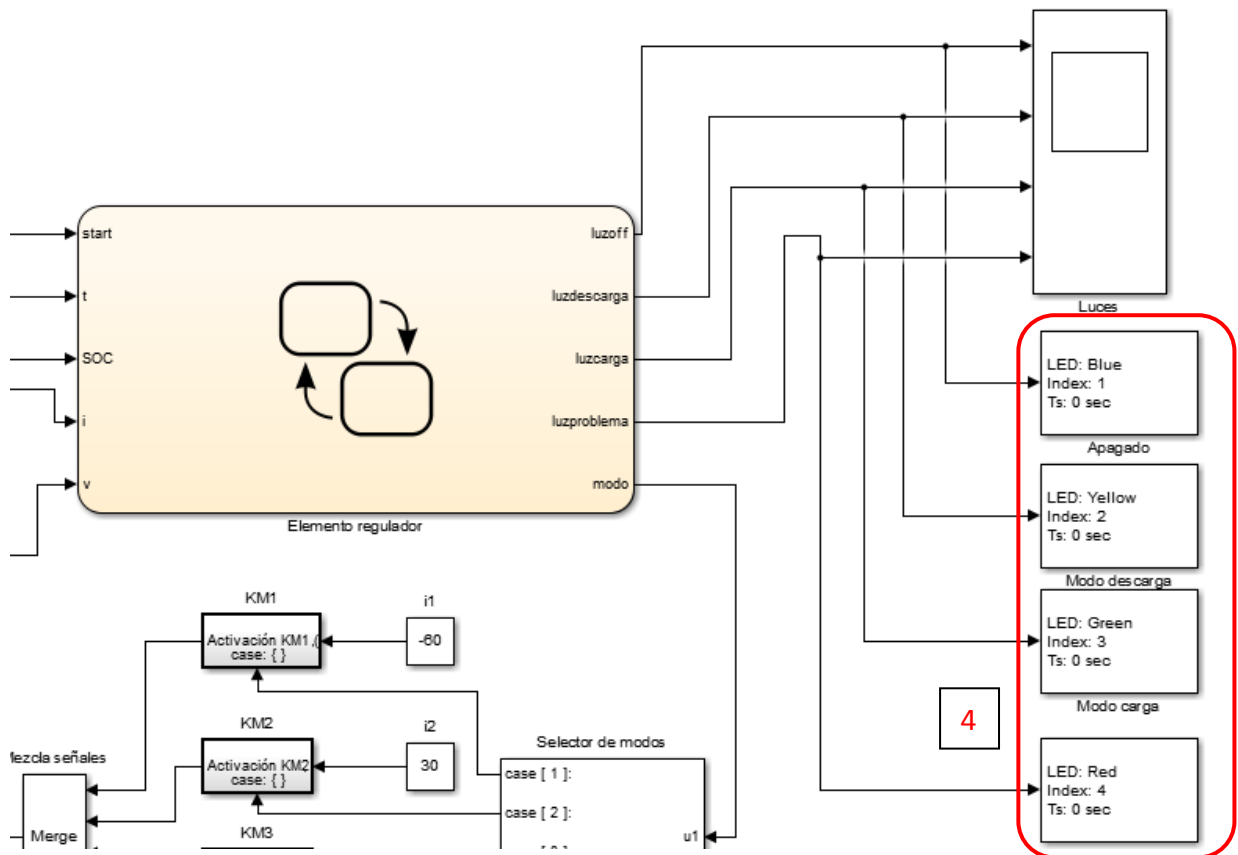 start
t
SOC
i
v
luzoff
luzdescarga
luzcarga
luzproblema
modo
Elemento regulador
Luces
LED: Blue
Index: 1
Ts: 0 sec
Apagado
LED: Yellow
Index: 2
Ts: 0 sec
Modo descarga
LED: Green
Index: 3
Ts: 0 sec
Modo carga
4
LED: Red
Index: 4
Ts: 0 sec
KM1
Activación KM1,(
case: { }
i1
-60
KM2
Activación KM2
case: { }
i2
30
KM3
Mezcla señales
Merge
Selector de modos
case [ 1 ]:
case [ 2 ]:
u1